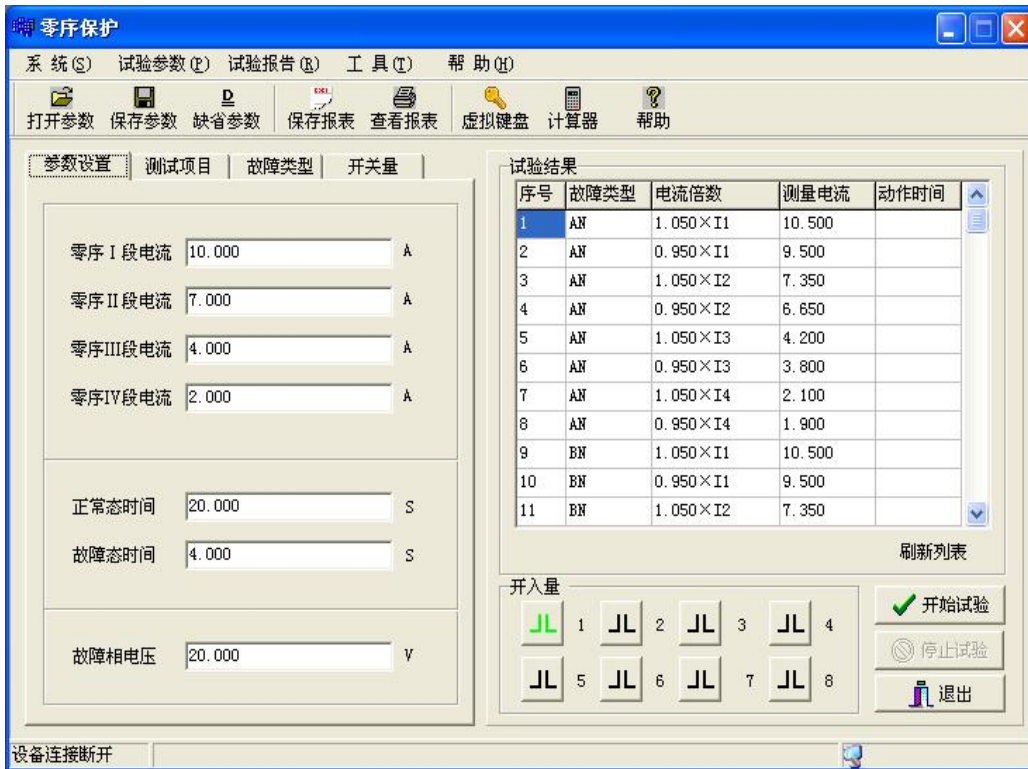 零序保护
系 统(S) 试验参数(P) 试验报告(R) 工 具(T) 帮 助(H)
D EXL
打开参数 保存参数 缺省参数 保存报表 查看报表 虚拟键盘 计算器 帮助
参数设置 测试项目 故障类型 开关量
零序 I 段电流 10.000 A
零序II段电流 7.000 A
零序III段电流 4.000 A
零序IV段电流 2.000 A
正常态时间 20.000 S
故障态时间 4.000 S
故障相电压 20.000 V
试验结果
序号 故障类型 电流倍数 测量电流 动作时间
1 AN 1.050×I1 10.500
2 AN 0.950×I1 9.500
3 AN 1.050×I2 7.350
4 AN 0.950×I2 6.650
5 AN 1.050×I3 4.200
6 AN 0.950×I3 3.800
7 AN 1.050×I4 2.100
8 AN 0.950×I4 1.900
9 BN 1.050×I1 10.500
10 BN 0.950×I1 9.500
11 BN 1.050×I2 7.350
刷新列表
开入量
1 2 3 4
5 6 7 8
开始试验
停止试验
退出
设备连接断开